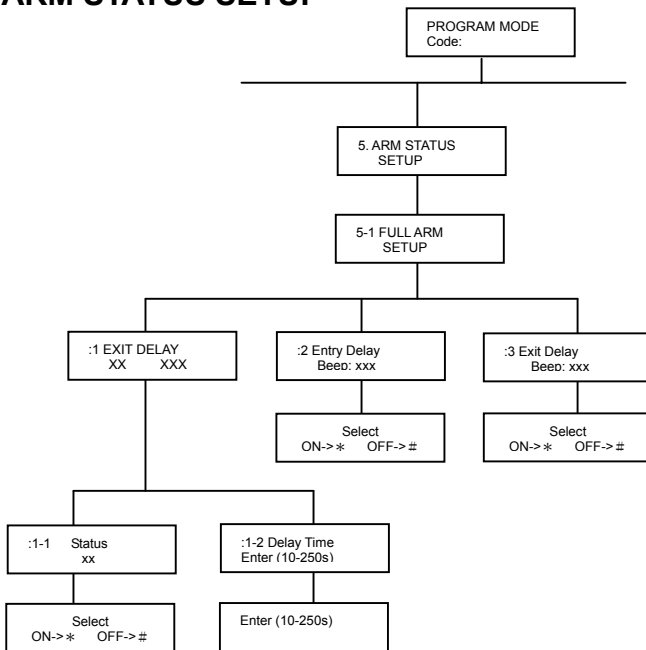 ARM STATUS SETUP
PROGRAM MODE
Code:
5. ARM STATUS
SETUP
5-1 FULL ARM
SETUP
:1 EXIT DELAY
XX XXX
:2 Entry Delay
Beep: xxx
:3 Exit Delay
Beep: xxx
Select
ON->* OFF->#
Select
ON->* OFF->#
:1-1 Status
xx
:1-2 Delay Time
Enter (10-250s)
Select
ON->* OFF->#
Enter (10-250s)